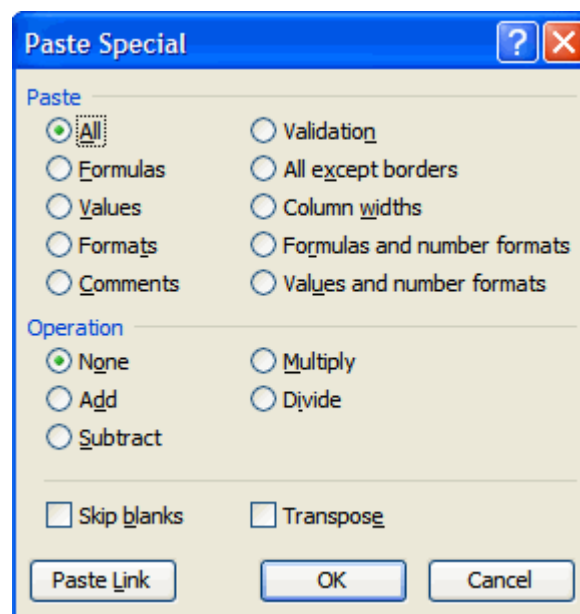 Paste Special
Paste
All
Validation
Formulas
All except borders
Values
Column widths
Formats
Formulas and number formats
Comments
Values and number formats
Operation
None
Multiply
Add
Divide
Subtract
Skip blanks
Transpose
Paste Link
OK
Cancel